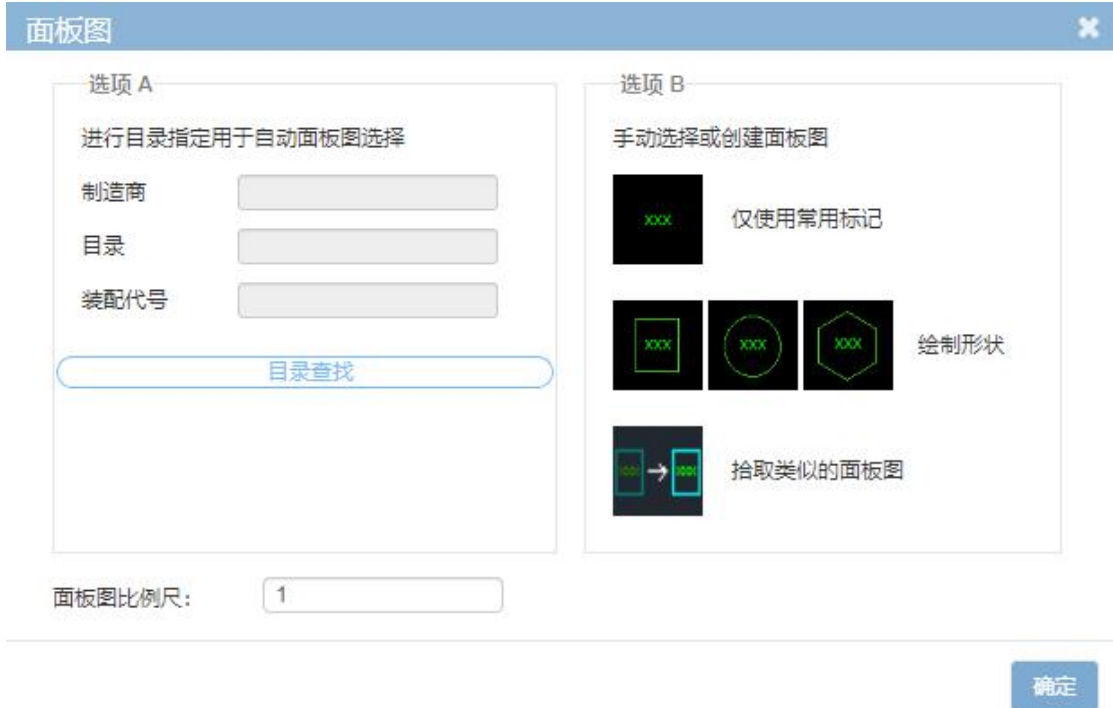 面板图
选项 A
进行目录指定用于自动面板图选择
制造商
目录
装配代号
目录查找
选项 B
手动选择或创建面板图
XXX
仅使用常用标记
XXX XXX XXX
绘制形状
XXX XXX
拾取类似的面板图
面板图比例尺:
1
确定